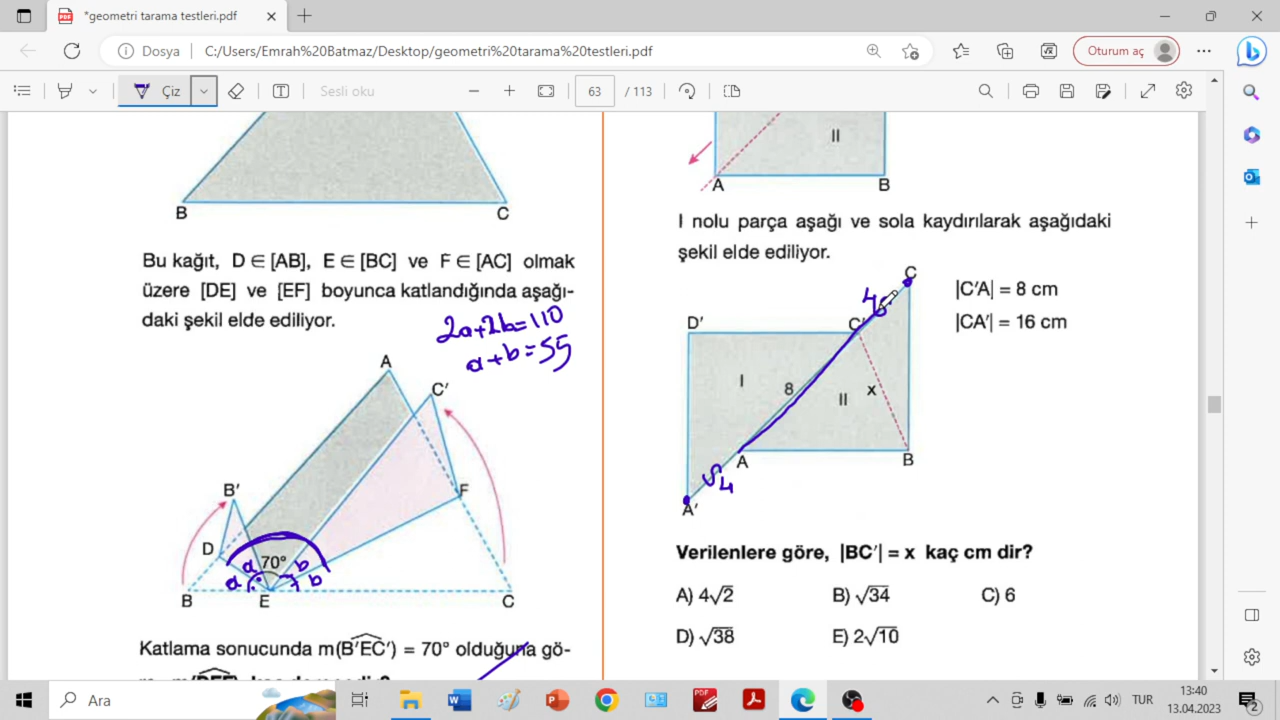 *geometri tarama testleri.pdf
Dosya
C:/Users/Emrah%20Batmaz/Desktop/geometri%20tarama%20testleri.pdf
Oturum aç
Çiz
Sesli oku
63
/ 113
B
C
Bu kağıt, D ∈ [AB], E ∈ [BC] ve F ∈ [AC] olmak
üzere [DE] ve [EF] boyunca katlandığında aşağı-
daki şekil elde ediliyor.
2a+2b=110
a+b=55
A
C'
B'
F
D
70°
a
b
a
b
B
E
C
Katlama sonucunda m(B'EC') = 70° olduğuna gö-
II
A
B
I nolu parça aşağı ve sola kaydırılarak aşağıdaki
şekil elde ediliyor.
C
4
D'
C'
|C'A| = 8 cm
|CA'| = 16 cm
I
8
II
x
A
B
4
A'
Verilenlere göre, |BC'| = x kaç cm dir?
A) 4√2
B) √34
C) 6
D) √38
E) 2√10
Ara
TUR
13:40
13.04.2023
2